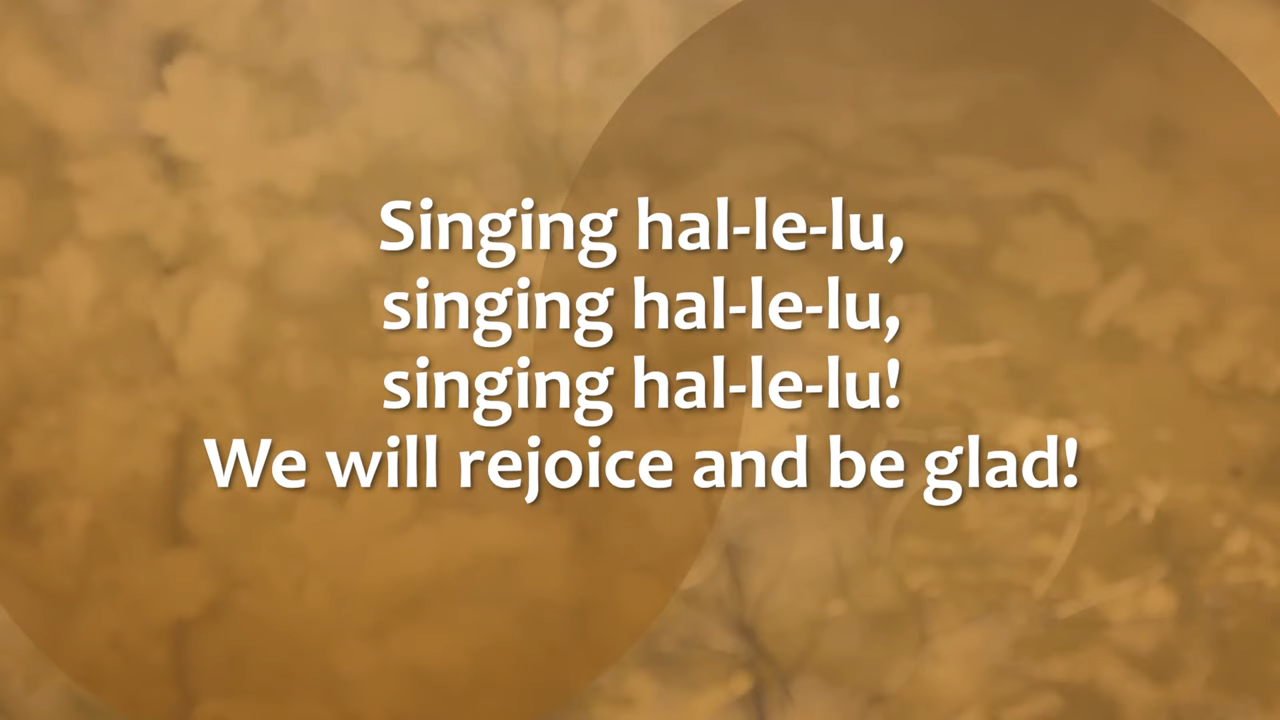 Singing hal-le-lu,
singing hal-le-lu,
singing hal-le-lu!
We will rejoice and be glad!